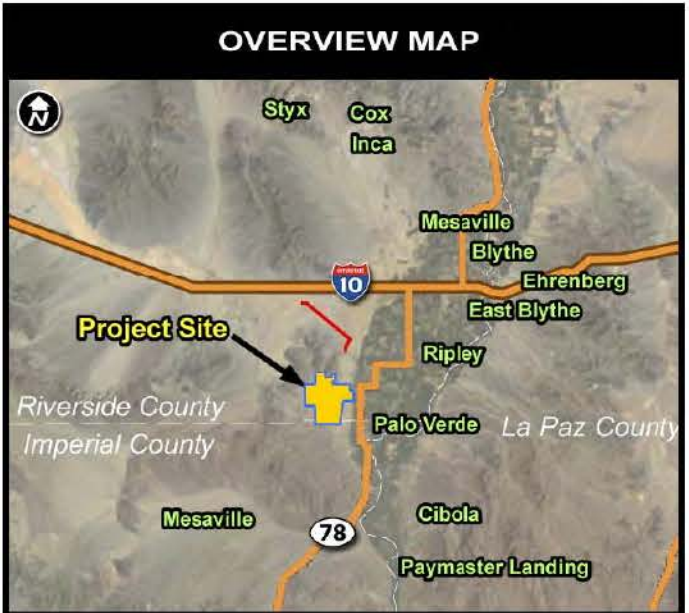 OVERVIEW MAP
N
Styx
Cox
Inca
Mesaville
Blythe
INTERSTATE
10
Ehrenberg
East Blythe
Project Site
Ripley
Riverside County
Imperial County
Palo Verde
La Paz County
Mesaville
78
Cibola
Paymaster Landing